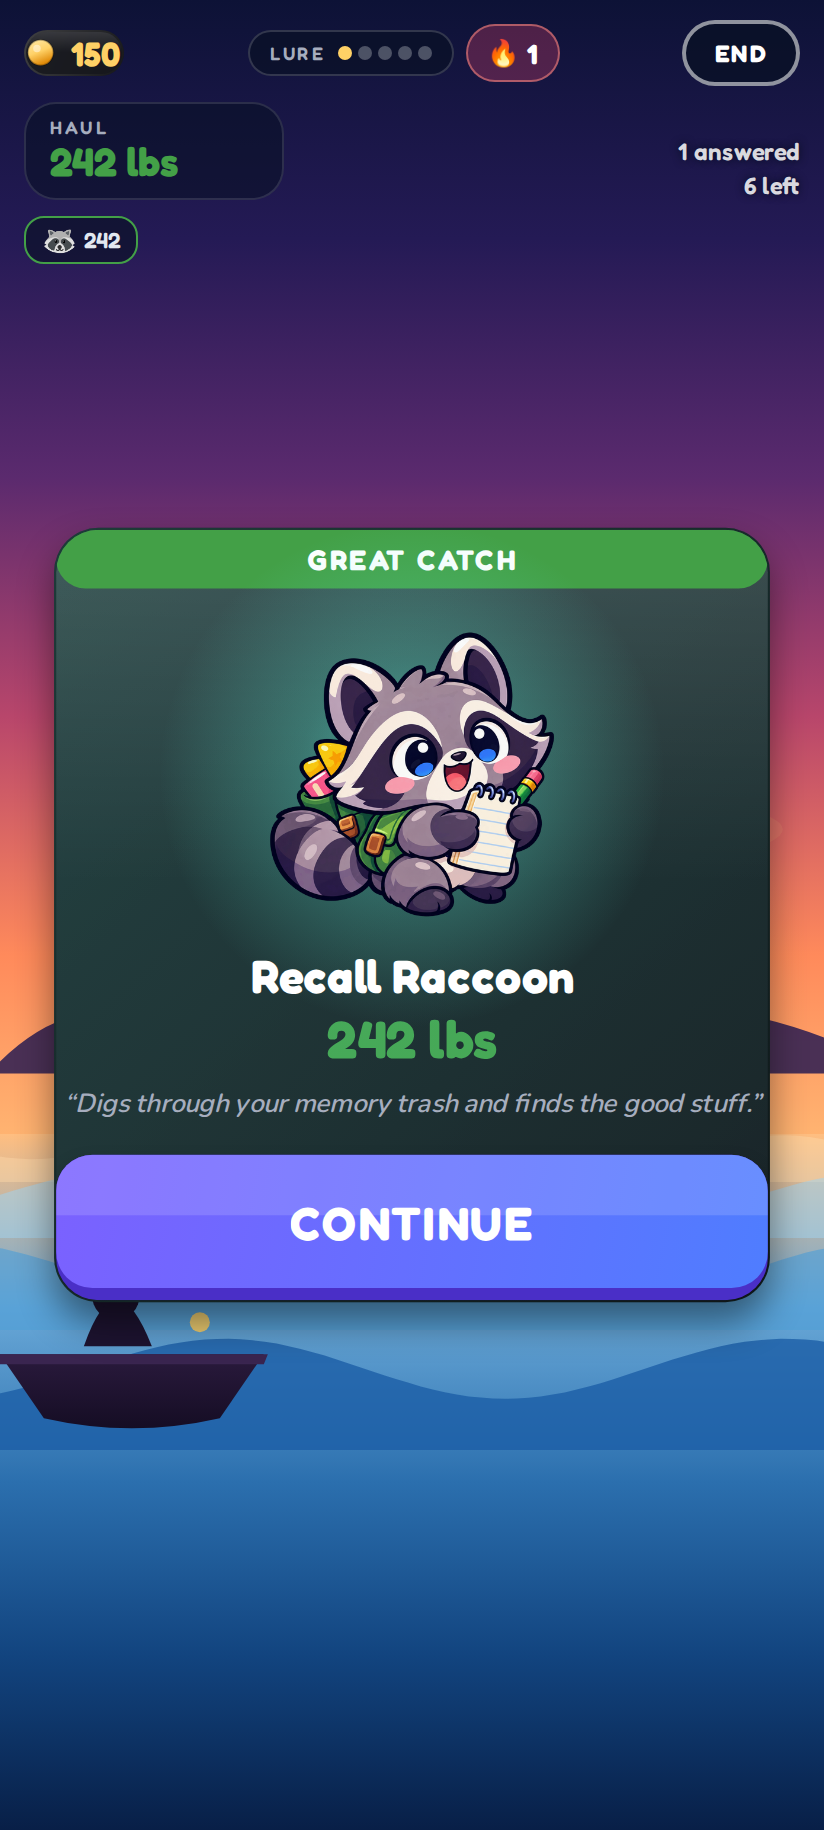 150
LURE
1
END
HAUL
242 lbs
1 answered
6 left
242
GREAT CATCH
Recall Raccoon
242 lbs
“Digs through your memory trash and finds the good stuff.”
CONTINUE